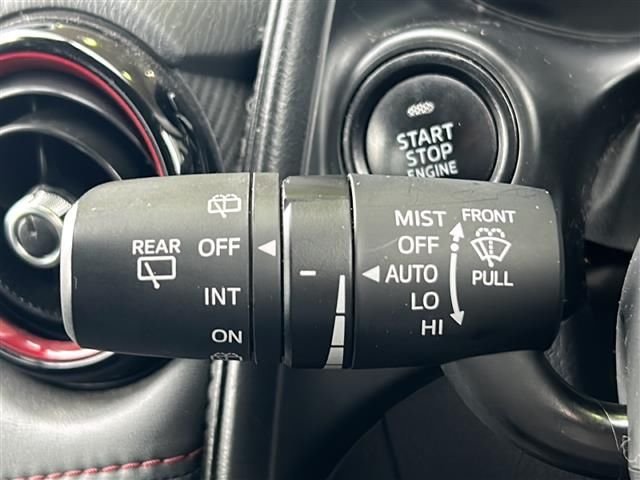 START
STOP
ENGINE
REAR
OFF
INT
ON
MIST
OFF
AUTO
LO
HI
FRONT
PULL